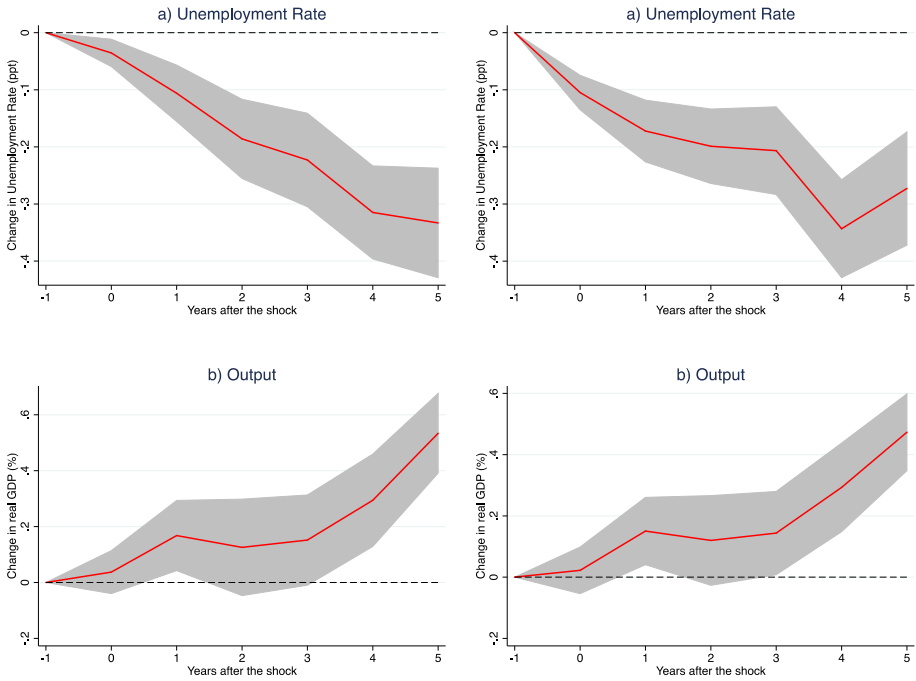 a) Unemployment Rate
Change in Unemployment Rate (ppt)
0
-.1
-.2
-.3
-.4
-1 0 1 2 3 4 5
Years after the shock
a) Unemployment Rate
Change in Unemployment Rate (ppt)
0
-.1
-.2
-.3
-.4
-1 0 1 2 3 4 5
Years after the shock
b) Output
Change in real GDP (%)
.6
.4
.2
0
-.2
-1 0 1 2 3 4 5
Years after the shock
b) Output
Change in real GDP (%)
.6
.4
.2
0
-.2
-1 0 1 2 3 4 5
Years after the shock